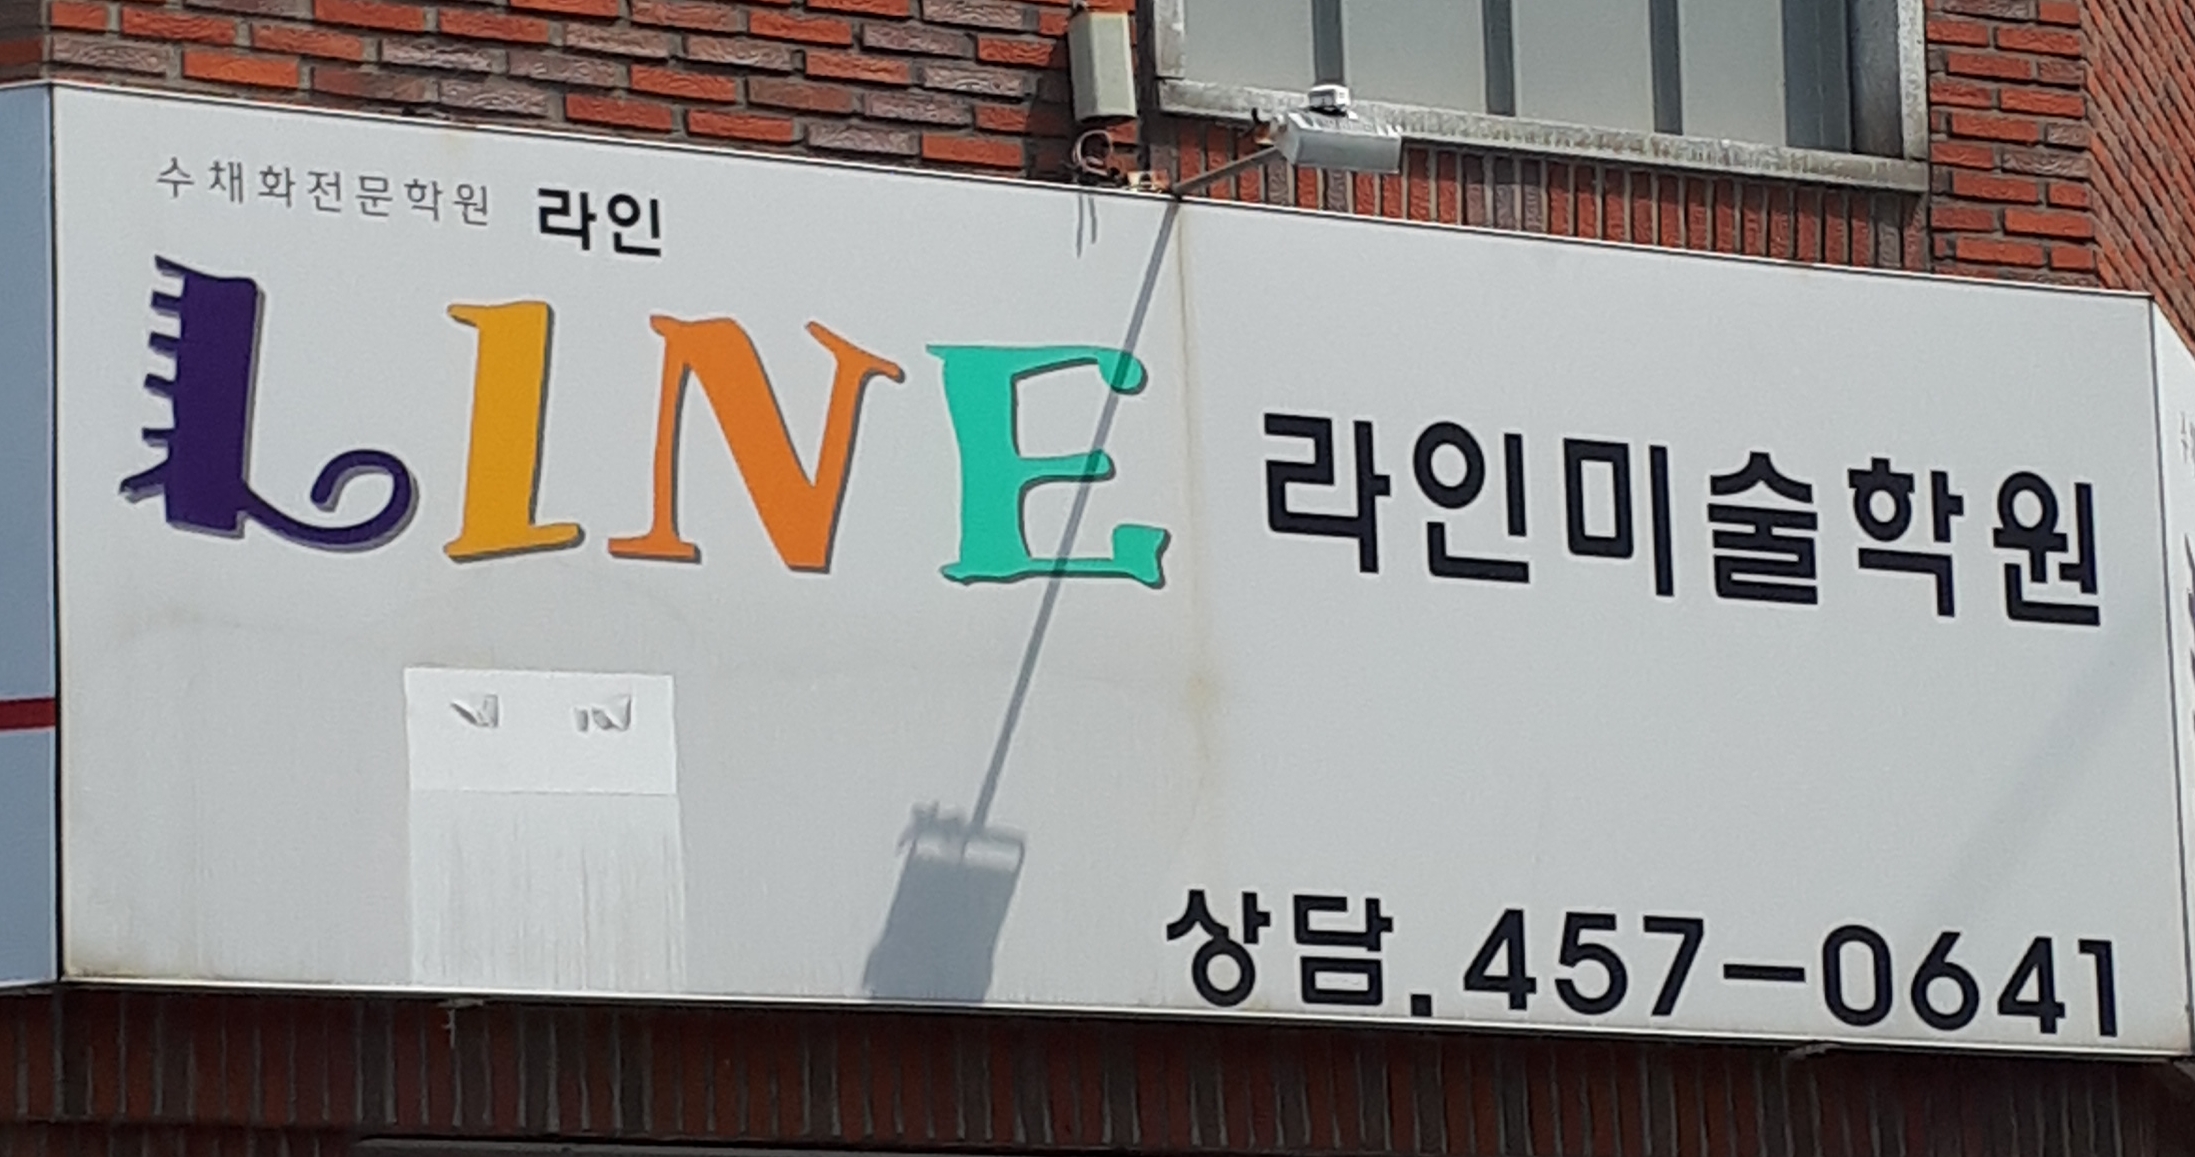 수채화전문학원 라인
LINE 라인미술학원
상담. 457-0641